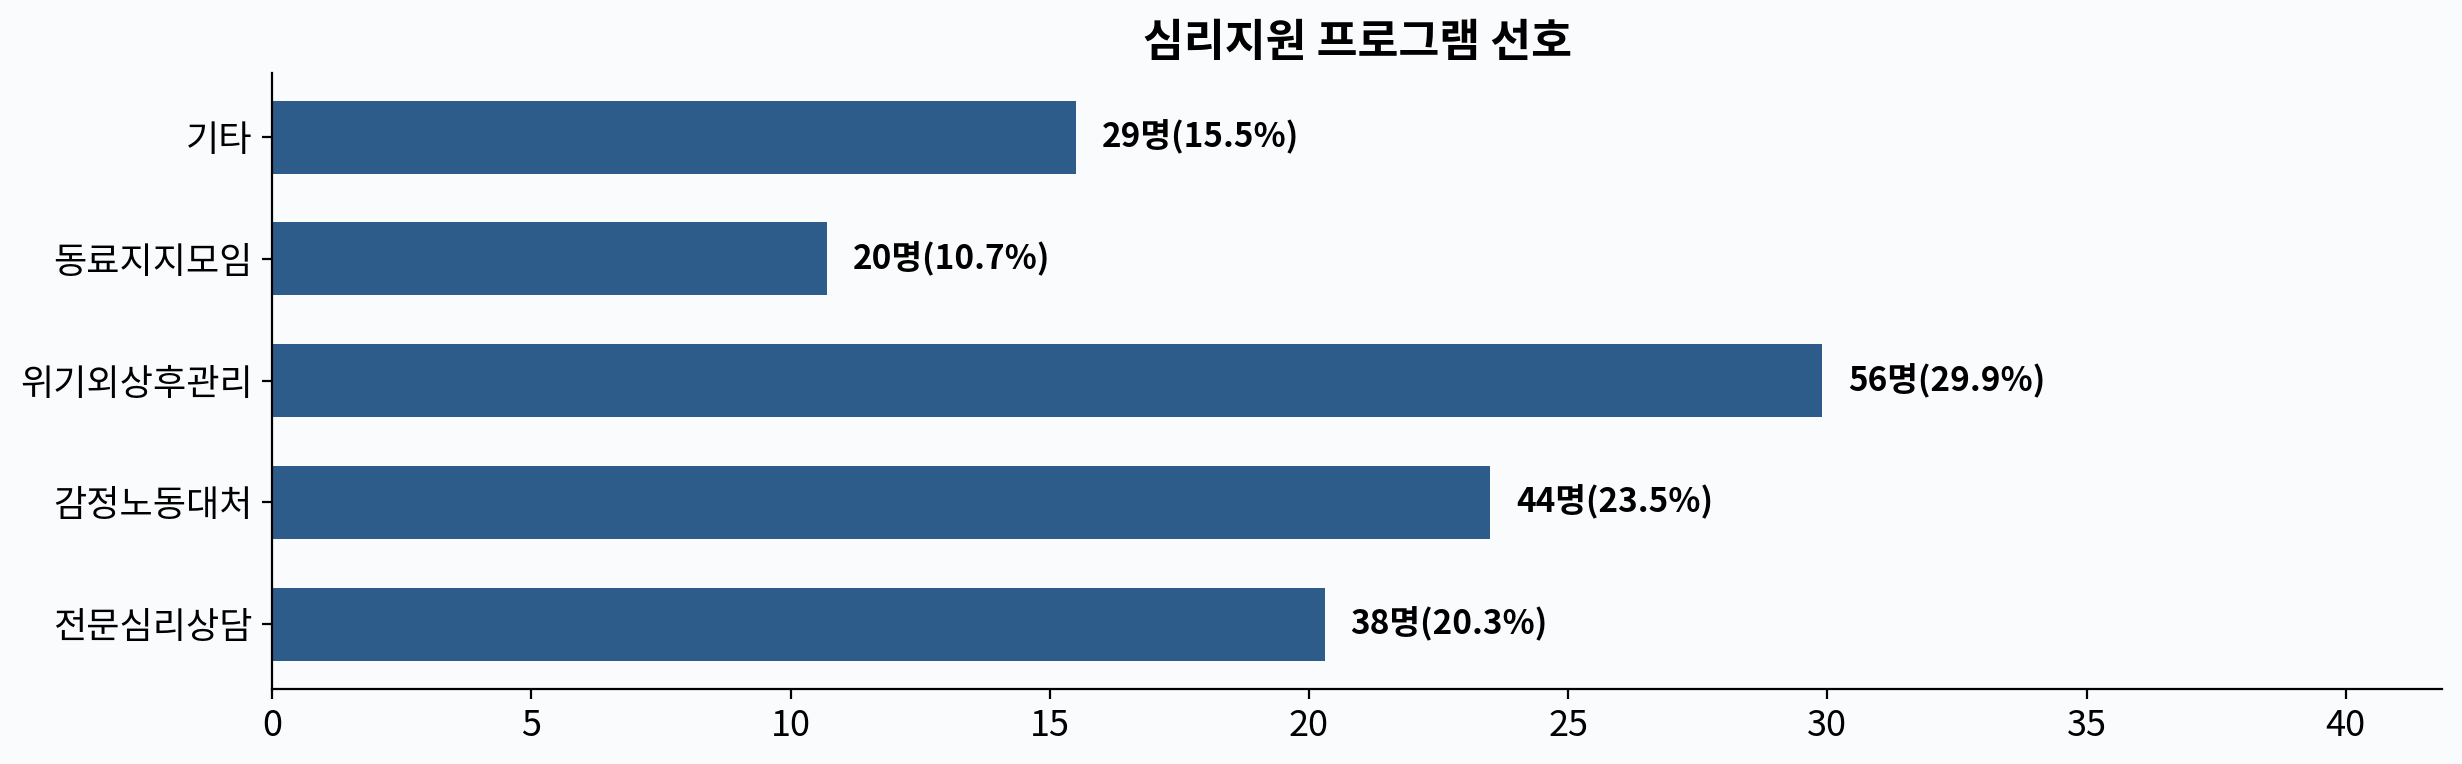 심리지원 프로그램 선호
기타 29명(15.5%)
동료지지모임 20명(10.7%)
위기외상후관리 56명(29.9%)
감정노동대처 44명(23.5%)
전문심리상담 38명(20.3%)
0 5 10 15 20 25 30 35 40